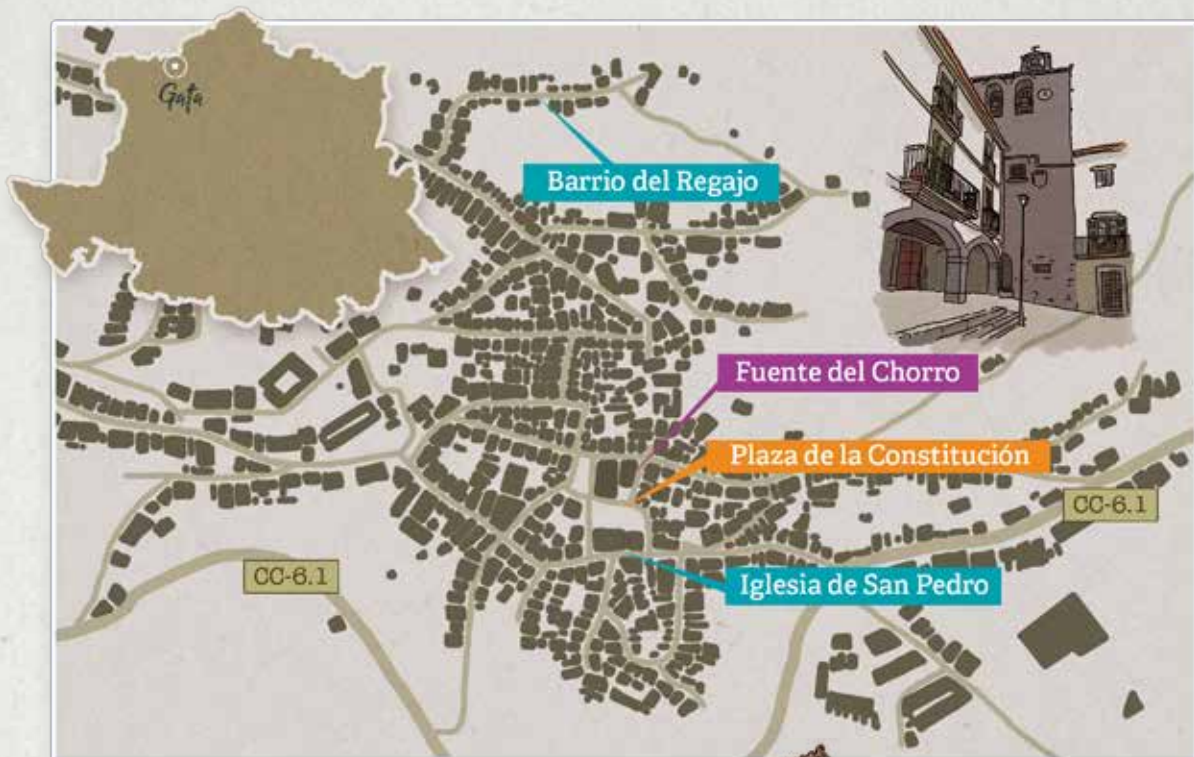 Gata
Barrio del Regajo
Fuente del Chorro
Plaza de la Constitución
CC-6.1
CC-6.1
Iglesia de San Pedro